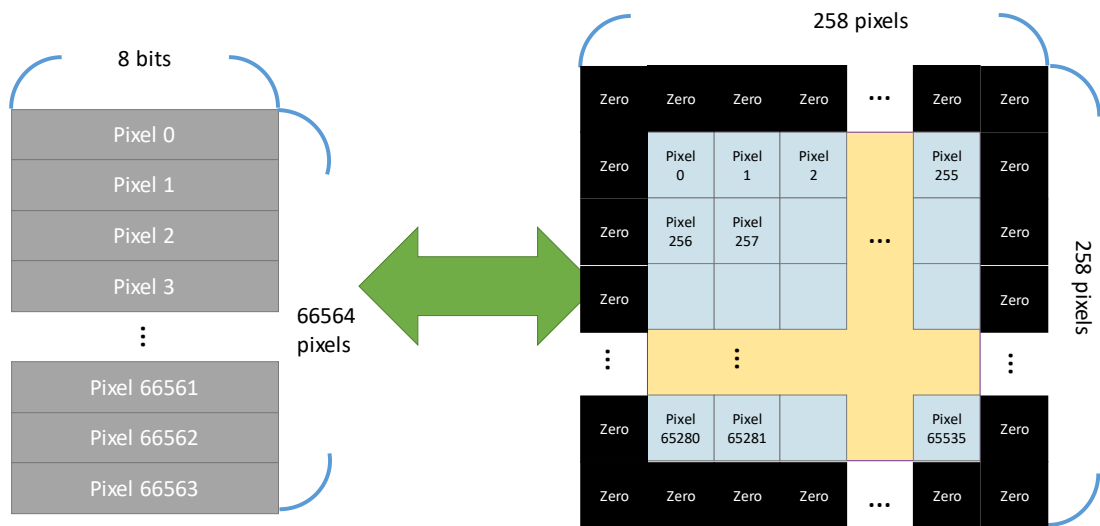 8 bits
Pixel 0
Pixel 1
Pixel 2
Pixel 3
⋮
Pixel 66561
Pixel 66562
Pixel 66563
66564
pixels
258 pixels
Zero Zero Zero Zero ... Zero Zero
Zero Pixel 0 Pixel 1 Pixel 2 Pixel 255 Zero
Zero Pixel 256 Pixel 257 ... Zero
Zero Zero
⋮ ⋮ ⋮
Zero Pixel 65280 Pixel 65281 Pixel 65535 Zero
Zero Zero Zero Zero ... Zero Zero
258 pixels